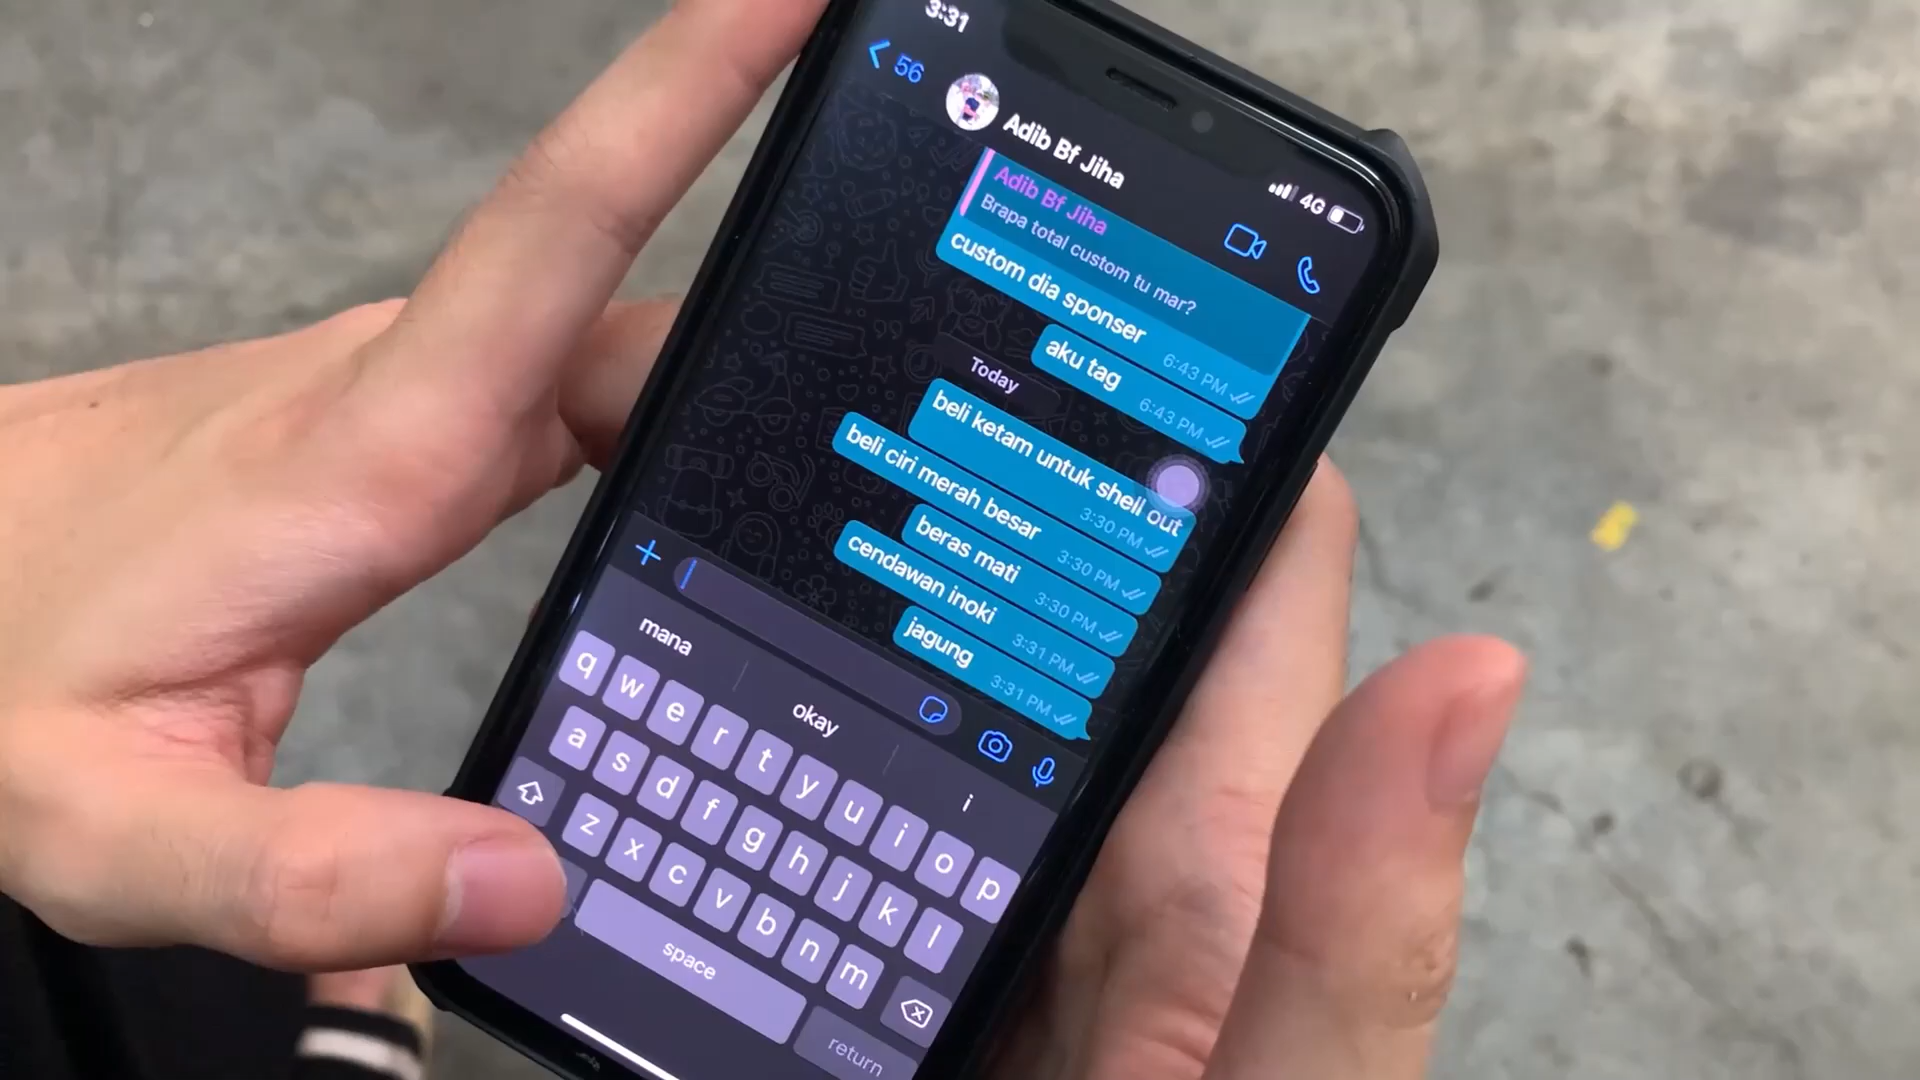 3:31
56
Adib Bf Jiha
4G
Adib Bf Jiha
Brapa total custom tu mar?
custom dia sponser
6:43 PM
aku tag
6:43 PM
Today
beli ketam untuk shell out
3:30 PM
beli ciri merah besar
3:30 PM
beras mati
3:30 PM
cendawan inoki
3:31 PM
jagung
3:31 PM
mana
okay
i
q w e r t y u i o p
a s d f g h j k l
z x c v b n m
space
return